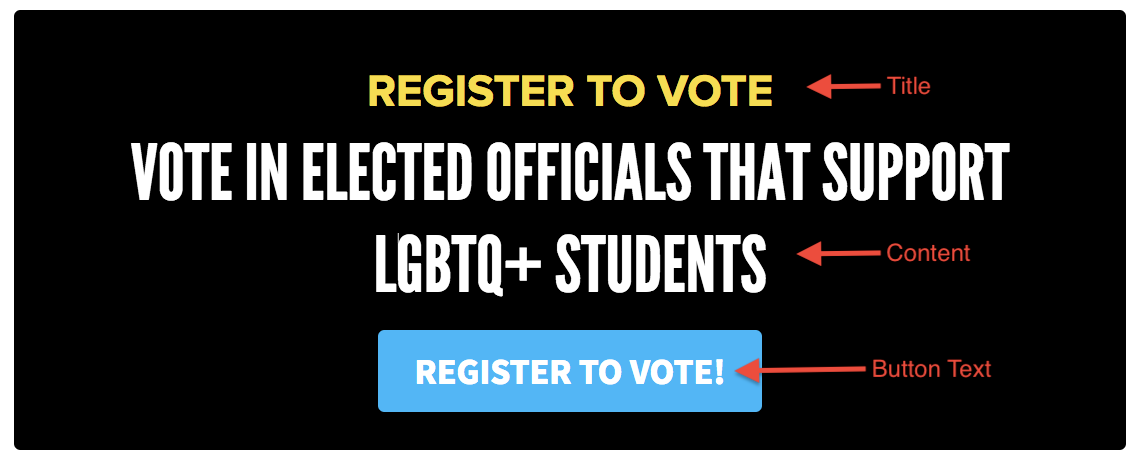 REGISTER TO VOTE
Title
VOTE IN ELECTED OFFICIALS THAT SUPPORT
LGBTQ+ STUDENTS
Content
REGISTER TO VOTE!
Button Text